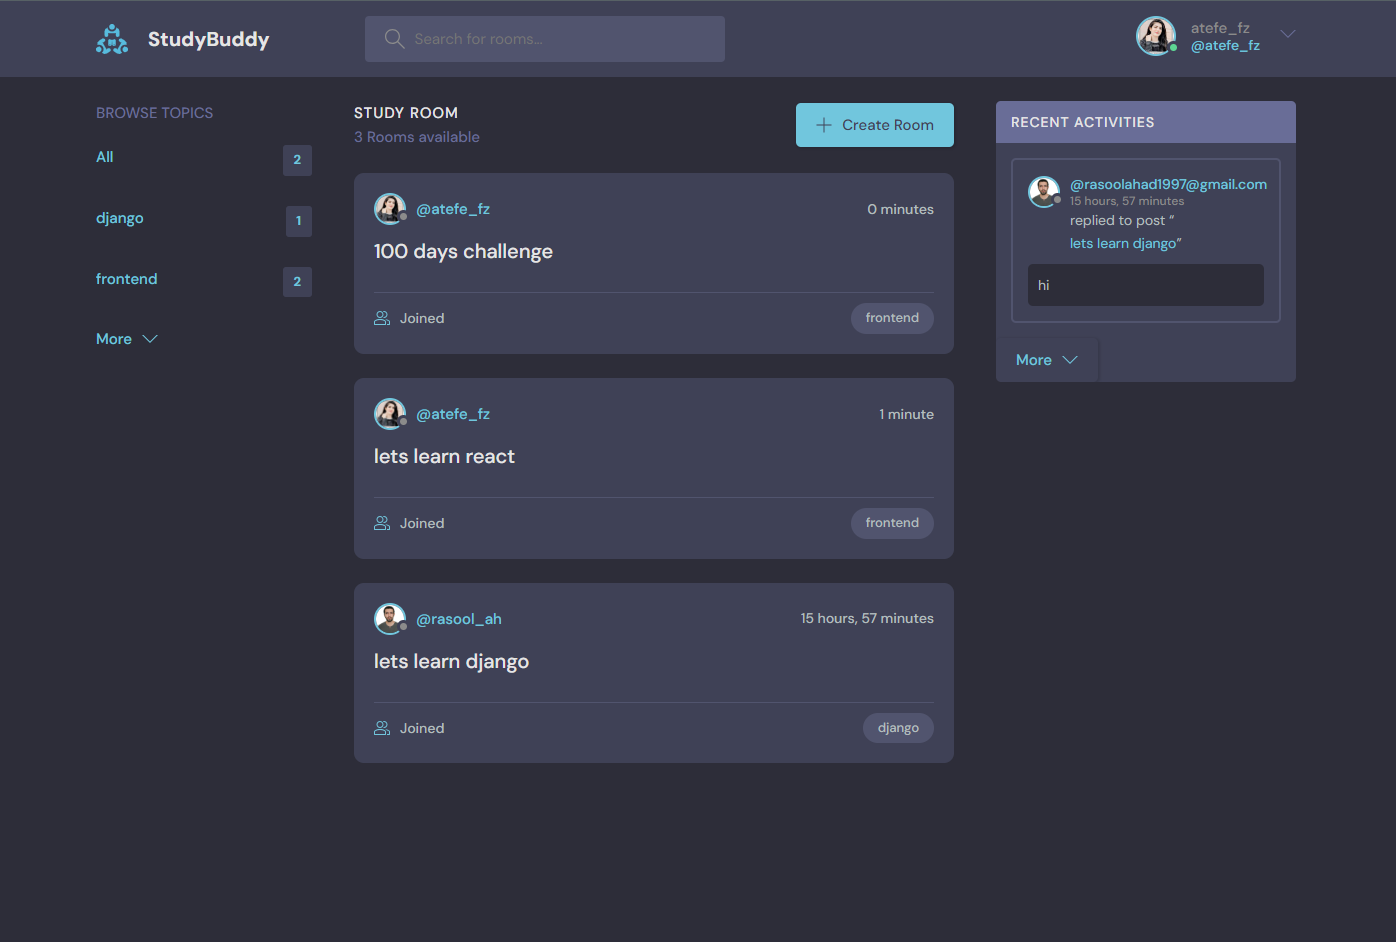 StudyBuddy
Search for rooms...
atefe_fz
@atefe_fz
BROWSE TOPICS
All 2
django 1
frontend 2
More
STUDY ROOM
3 Rooms available
Create Room
@atefe_fz 0 minutes
100 days challenge
Joined frontend
@atefe_fz 1 minute
lets learn react
Joined frontend
@rasool_ah 15 hours, 57 minutes
lets learn django
Joined django
RECENT ACTIVITIES
@rasoolahad1997@gmail.com
15 hours, 57 minutes
replied to post “
lets learn django”
hi
More